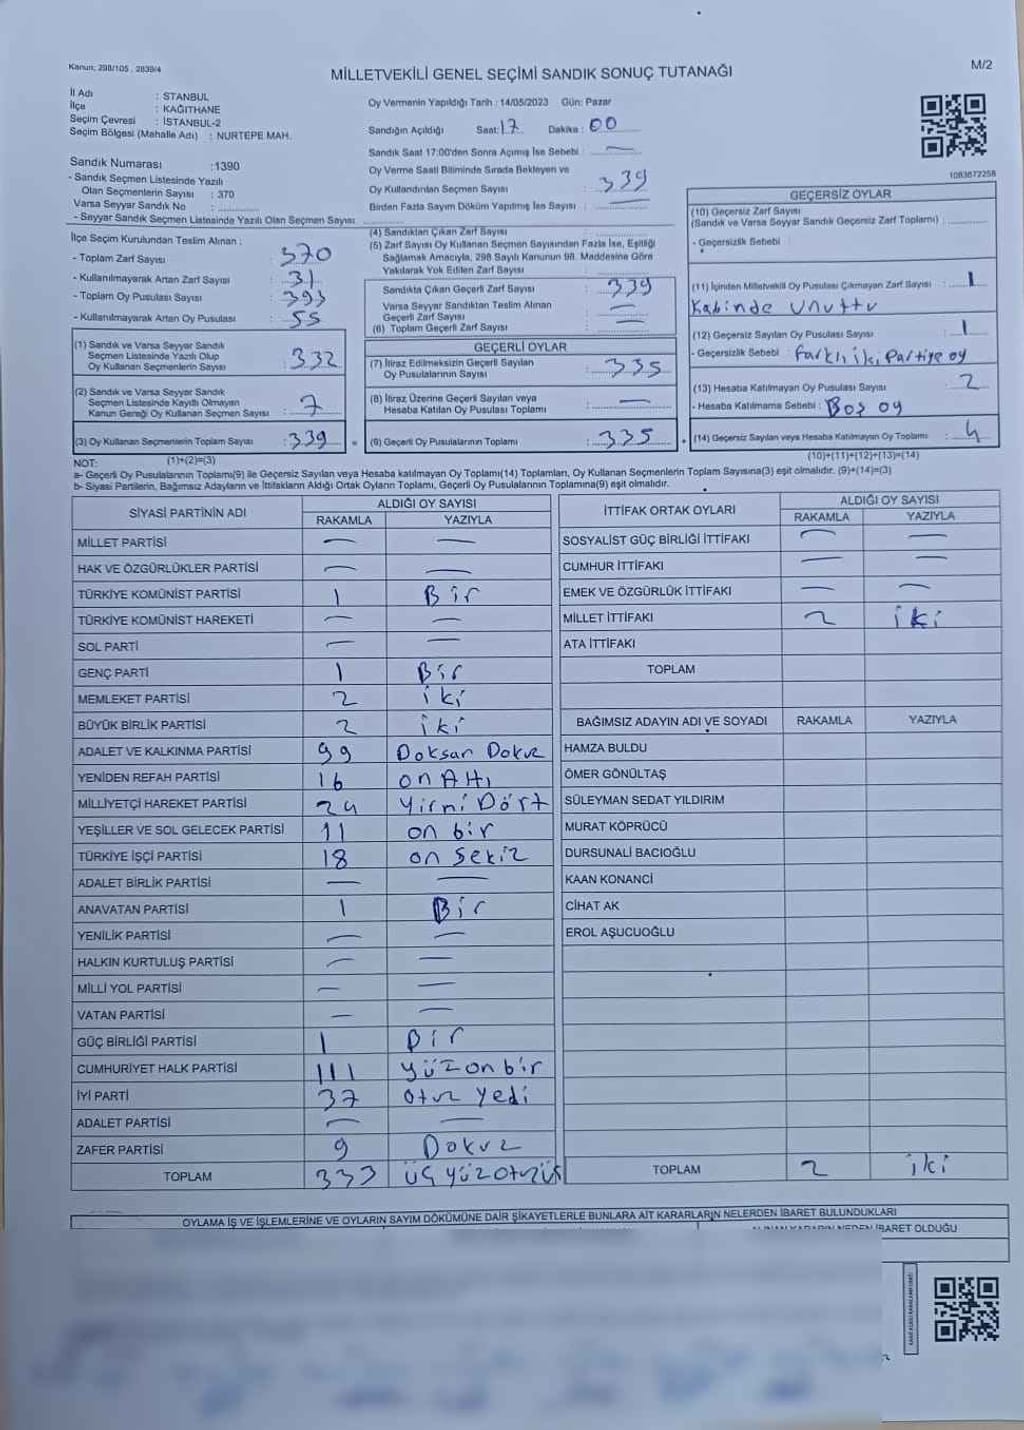 Kanun; 298/105 , 2839/4
MİLLETVEKİLİ GENEL SEÇİMİ SANDIK SONUÇ TUTANAĞI
M/2
İl Adı : STANBUL
İlçe : KAĞITHANE
Seçim Çevresi : İSTANBUL-2
Seçim Bölgesi (Mahalle Adı) : NURTEPE MAH.
Sandık Numarası :1390
- Sandık Seçmen Listesinde Yazılı
Olan Seçmenlerin Sayısı : 370
Varsa Seyyar Sandık No :
- Seyyar Sandık Seçmen Listesinde Yazılı Olan Seçmen Sayısı
Oy Vermenin Yapıldığı Tarih : 14/05/2023 Gün: Pazar
Sandığın Açıldığı Saat: 17 Dakika : 00
Sandık Saat 17:00'den Sonra Açımış İse Sebebi : —
Oy Verme Saati Bitiminde Sırada Bekleyen ve
Oy Kullandırılan Seçmen Sayısı : 339
Birden Fazla Sayım Döküm Yapılmış İse Sayısı :
1083672258
İlçe Seçim Kurulundan Teslim Alınan :
- Toplam Zarf Sayısı : 370
- Kullanılmayarak Artan Zarf Sayısı : 31
- Toplam Oy Pusulası Sayısı : 393
- Kullanılmayarak Artan Oy Pusulası : 55
(4) Sandıktan Çıkan Zarf Sayısı
(5) Zarf Sayısı Oy Kullanan Seçmen Sayısından Fazla İse, Eşitliği
Sağlamak Amacıyla, 298 Sayılı Kanunun 98. Maddesine Göre
Yakılarak Yok Edilen Zarf Sayısı
Sandıkta Çıkan Geçerli Zarf Sayısı : 339
Varsa Seyyar Sandıktan Teslim Alınan
Geçerli Zarf Sayısı : —
(6) Toplam Geçerli Zarf Sayısı : —
GEÇERSİZ OYLAR
(10) Geçersiz Zarf Sayısı
(Sandık ve Varsa Seyyar Sandık Geçersiz Zarf Toplamı) :
- Geçersizlik Sebebi :
(11) İçinden Milletvekili Oy Pusulası Çıkmayan Zarf Sayısı : 1
Kabinde Unuttu
(12) Geçersiz Sayılan Oy Pusulası Sayısı : 1
- Geçersizlik Sebebi : farklı iki Partiye oy
(13) Hesaba Katılmayan Oy Pusulası Sayısı : 2
- Hesaba Katılmama Sebebi : Boş oy
(14) Geçersiz Sayılan veya Hesaba Katılmayan Oy Toplamı : 4
(10)+(11)+(12)+(13)=(14)
(1) Sandık ve Varsa Seyyar Sandık
Seçmen Listesinde Yazılı Olup
Oy Kullanan Seçmenlerin Sayısı : 332
(2) Sandık ve Varsa Seyyar Sandık
Seçmen Listesinde Kayıtlı Olmayan
Kanun Gereği Oy Kullanan Seçmen Sayısı : 7
(3) Oy Kullanan Seçmenlerin Toplam Sayısı : 339
(1)+(2)=(3)
GEÇERLİ OYLAR
(7) İtiraz Edilmeksizin Geçerli Sayılan
Oy Pusulalarının Sayısı : 335
(8) İtiraz Üzerine Geçerli Sayılan veya
Hesaba Katılan Oy Pusulası Toplamı : —
(9) Geçerli Oy Pusulalarının Toplamı : 335
NOT:
a- Geçerli Oy Pusulalarının Toplamı(9) ile Geçersiz Sayılan veya Hesaba katılmayan Oy Toplamı(14) Toplamları, Oy Kullanan Seçmenlerin Toplam Sayısına(3) eşit olmalıdır. (9)+(14)=(3)
b- Siyasi Partilerin, Bağımsız Adayların ve İttifakların Aldığı Ortak Oyların Toplamı, Geçerli Oy Pusulalarının Toplamına(9) eşit olmalıdır.
SİYASİ PARTİNİN ADI ALDIĞI OY SAYISI
RAKAMLA YAZIYLA
MİLLET PARTİSİ — —
HAK VE ÖZGÜRLÜKLER PARTİSİ — —
TÜRKİYE KOMÜNİST PARTİSİ 1 Bir
TÜRKİYE KOMÜNİST HAREKETİ — —
SOL PARTİ — —
GENÇ PARTİ 1 Bir
MEMLEKET PARTİSİ 2 iki
BÜYÜK BİRLİK PARTİSİ 2 iki
ADALET VE KALKINMA PARTİSİ 99 Doksan Dokuz
YENİDEN REFAH PARTİSİ 16 on Altı
MİLLİYETÇİ HAREKET PARTİSİ 24 Yirmi Dört
YEŞİLLER VE SOL GELECEK PARTİSİ 11 on bir
TÜRKİYE İŞÇİ PARTİSİ 18 on Sekiz
ADALET BİRLİK PARTİSİ — —
ANAVATAN PARTİSİ 1 Bir
YENİLİK PARTİSİ — —
HALKIN KURTULUŞ PARTİSİ — —
MİLLİ YOL PARTİSİ — —
VATAN PARTİSİ — —
GÜÇ BİRLİĞİ PARTİSİ 1 Bir
CUMHURİYET HALK PARTİSİ 111 yüz on bir
İYİ PARTİ 37 otuz yedi
ADALET PARTİSİ — —
ZAFER PARTİSİ 9 Dokuz
TOPLAM 333 üç yüz otuz üç
İTTİFAK ORTAK OYLARI ALDIĞI OY SAYISI
RAKAMLA YAZIYLA
SOSYALİST GÜÇ BİRLİĞİ İTTİFAKI — —
CUMHUR İTTİFAKI — —
EMEK VE ÖZGÜRLÜK İTTİFAKI — —
MİLLET İTTİFAKI 2 iki
ATA İTTİFAKI
TOPLAM
BAĞIMSIZ ADAYIN ADI VE SOYADI RAKAMLA YAZIYLA
HAMZA BULDU
ÖMER GÖNÜLTAŞ
SÜLEYMAN SEDAT YILDIRIM
MURAT KÖPRÜCÜ
DURSUNALİ BACIOĞLU
KAAN KONANCİ
CİHAT AK
EROL AŞUCUOĞLU
TOPLAM 2 iki
OYLAMA İŞ VE İŞLEMLERİNE VE OYLARIN SAYIM DÖKÜMÜNE DAİR ŞİKAYETLERLE BUNLARA AİT KARARLARIN NELERDEN İBARET BULUNDUKLARI
ALINAN KARARIN NEDEN İBARET OLDUĞU